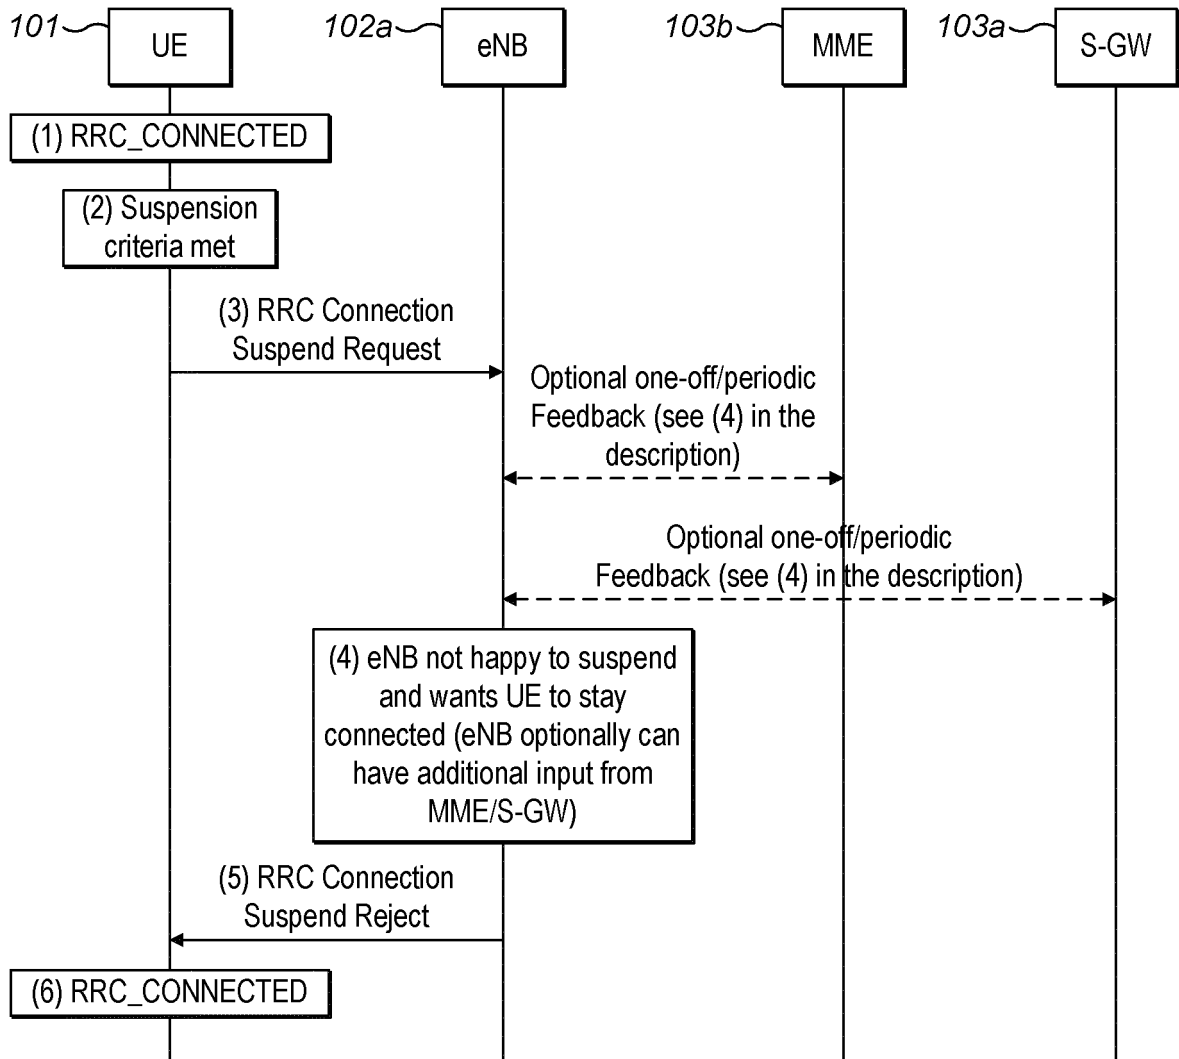 101
UE
102a
eNB
103b
MME
103a
S-GW
(1) RRC_CONNECTED
(2) Suspension
criteria met
(3) RRC Connection
Suspend Request
Optional one-off/periodic
Feedback (see (4) in the
description)
Optional one-off/periodic
Feedback (see (4) in the description)
(4) eNB not happy to suspend
and wants UE to stay
connected (eNB optionally can
have additional input from
MME/S-GW)
(5) RRC Connection
Suspend Reject
(6) RRC_CONNECTED